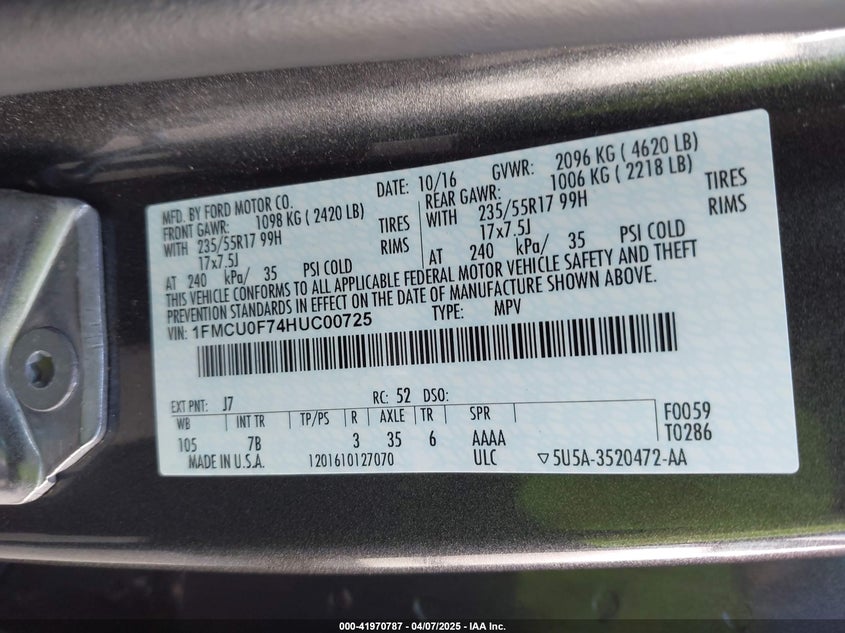 MFD. BY FORD MOTOR CO. DATE: 10/16 GVWR: 2096 KG ( 4620 LB)
FRONT GAWR: 1098 KG ( 2420 LB) REAR GAWR: 1006 KG ( 2218 LB)
WITH 235/55R17 99H TIRES 235/55R17 99H TIRES
17x7.5J RIMS 17x7.5J RIMS
AT 240 kPa/ 35 PSI COLD 240 kPa/ 35 PSI COLD
THIS VEHICLE CONFORMS TO ALL APPLICABLE FEDERAL MOTOR VEHICLE SAFETY AND THEFT
PREVENTION STANDARDS IN EFFECT ON THE DATE OF MANUFACTURE SHOWN ABOVE.
VIN: 1FMCU0F74HUC00725 TYPE: MPV
EXT PNT: J7 RC: 52 DSO:
WB INT TR TP/PS R AXLE TR SPR F0059
105 7B 3 35 6 AAAA T0286
MADE IN U.S.A. 1201610127070 ULC ▽5U5A-3520472-AA
000-41970787 - 04/07/2025 - IAA Inc.